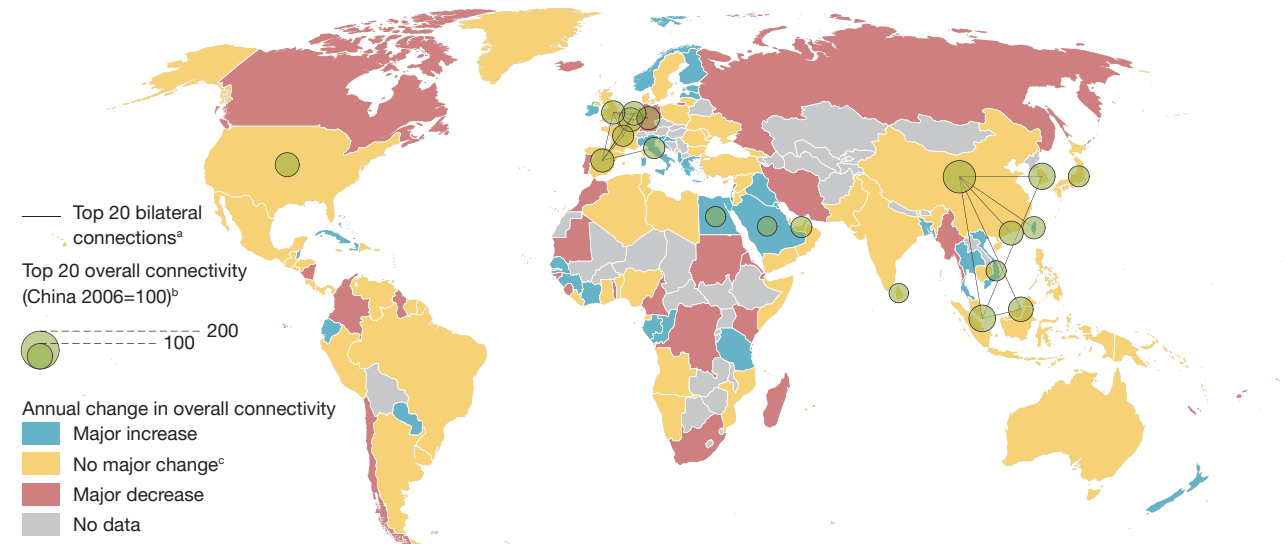 Top 20 bilateral
connectionsa
Top 20 overall connectivity
(China 2006=100)b
200
100
Annual change in overall connectivity
Major increase
No major changec
Major decrease
No data